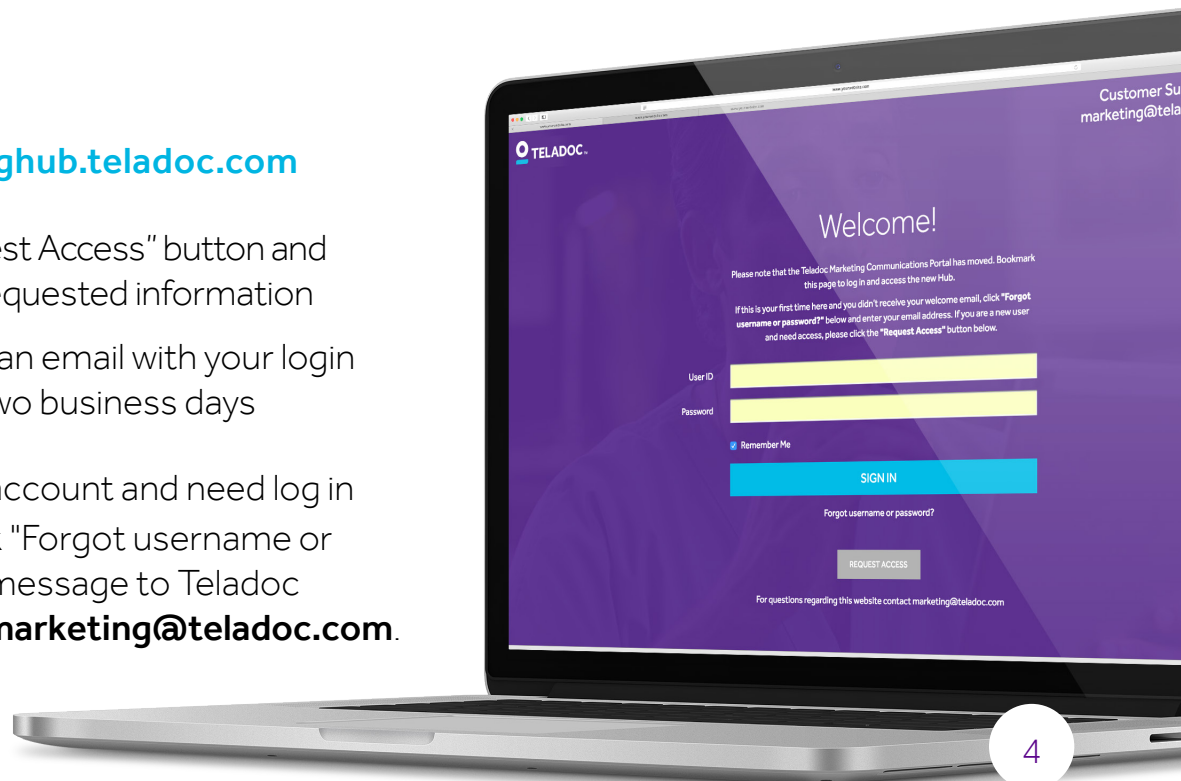 ghub.teladoc.com
est Access" button and
equested information
an email with your login
wo business days
account and need log in
"Forgot username or
message to Teladoc
marketing@teladoc.com.
TELADOC
Customer Su
marketing@tela
Welcome!
Please note that the Teladoc Marketing Communications Portal has moved. Bookmark
this page to log in and access the new Hub.
If this is your first time here and you didn't receive your welcome email, click "Forgot
username or password?" below and enter your email address. If you are a new user
and need access, please click the "Request Access" button below.
User ID
Password
Remember Me
SIGN IN
Forgot username or password?
REQUEST ACCESS
For questions regarding this website contact marketing@teladoc.com
4